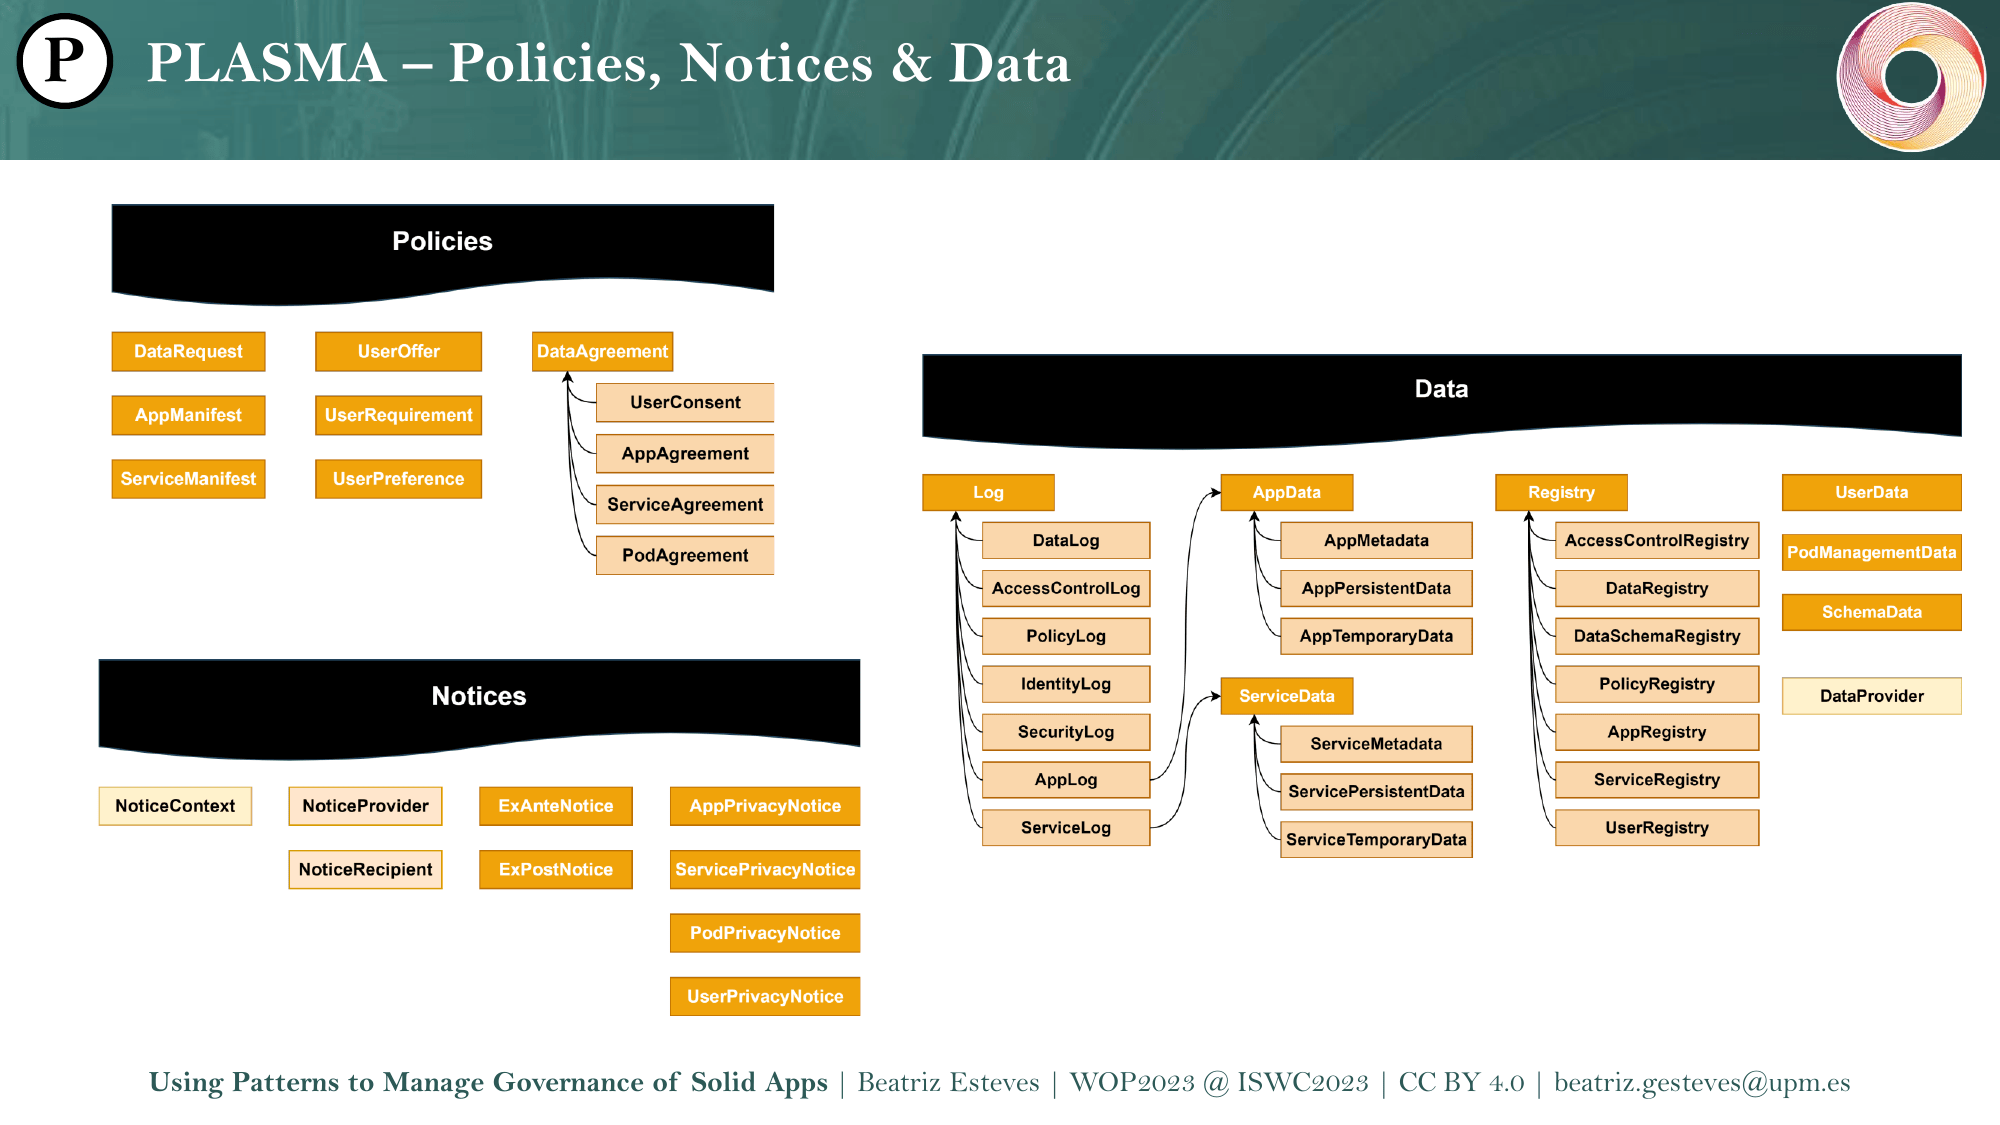 P
PLASMA – Policies, Notices & Data
Policies
DataRequest
AppManifest
ServiceManifest
UserOffer
UserRequirement
UserPreference
DataAgreement
UserConsent
AppAgreement
ServiceAgreement
PodAgreement
Notices
NoticeContext
NoticeProvider
NoticeRecipient
ExAnteNotice
ExPostNotice
AppPrivacyNotice
ServicePrivacyNotice
PodPrivacyNotice
UserPrivacyNotice
Data
Log
DataLog
AccessControlLog
PolicyLog
IdentityLog
SecurityLog
AppLog
ServiceLog
AppData
AppMetadata
AppPersistentData
AppTemporaryData
ServiceData
ServiceMetadata
ServicePersistentData
ServiceTemporaryData
Registry
AccessControlRegistry
DataRegistry
DataSchemaRegistry
PolicyRegistry
AppRegistry
ServiceRegistry
UserRegistry
UserData
PodManagementData
SchemaData
DataProvider
Using Patterns to Manage Governance of Solid Apps | Beatriz Esteves | WOP2023 @ ISWC2023 | CC BY 4.0 | beatriz.gesteves@upm.es